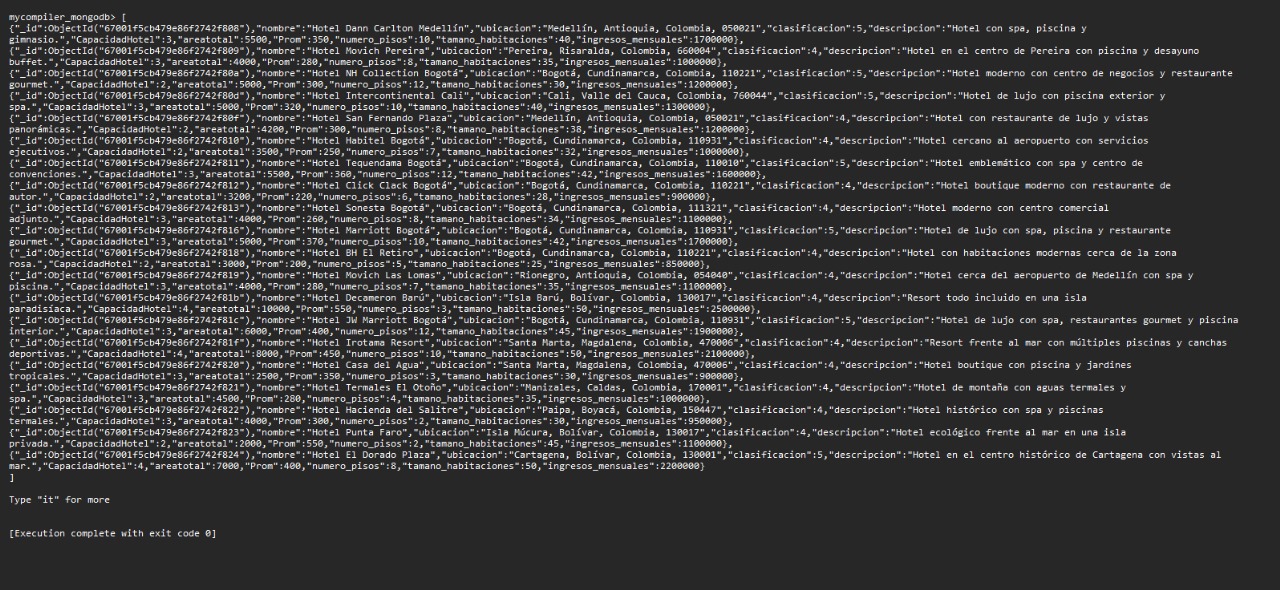 mycompiler_mongodb> [
{"_id":ObjectId("67001f5cb479e86f2742f808"),"nombre":"Hotel Dann Carlton Medellín","ubicacion":"Medellín, Antioquia, Colombia, 050021","clasificacion":5,"descripcion":"Hotel con spa, piscina y
gimnasio.","CapacidadHotel":3,"areatotal":5500,"Prom":350,"numero_pisos":10,"tamano_habitaciones":40,"ingresos_mensuales":1700000},
{"_id":ObjectId("67001f5cb479e86f2742f809"),"nombre":"Hotel Movich Pereira","ubicacion":"Pereira, Risaralda, Colombia, 660004","clasificacion":4,"descripcion":"Hotel en el centro de Pereira con piscina y desayuno
buffet.","CapacidadHotel":3,"areatotal":4000,"Prom":280,"numero_pisos":8,"tamano_habitaciones":35,"ingresos_mensuales":1000000},
{"_id":ObjectId("67001f5cb479e86f2742f80a"),"nombre":"Hotel NH Collection Bogotá","ubicacion":"Bogotá, Cundinamarca, Colombia, 110221","clasificacion":5,"descripcion":"Hotel moderno con centro de negocios y restaurante
gourmet.","CapacidadHotel":2,"areatotal":5000,"Prom":300,"numero_pisos":12,"tamano_habitaciones":30,"ingresos_mensuales":1200000},
{"_id":ObjectId("67001f5cb479e86f2742f80d"),"nombre":"Hotel Intercontinental Cali","ubicacion":"Cali, Valle del Cauca, Colombia, 760044","clasificacion":5,"descripcion":"Hotel de lujo con piscina exterior y
spa.","CapacidadHotel":3,"areatotal":5000,"Prom":320,"numero_pisos":10,"tamano_habitaciones":40,"ingresos_mensuales":1300000},
{"_id":ObjectId("67001f5cb479e86f2742f80f"),"nombre":"Hotel San Fernando Plaza","ubicacion":"Medellín, Antioquia, Colombia, 050021","clasificacion":4,"descripcion":"Hotel con restaurante de lujo y vistas
panorámicas.","CapacidadHotel":2,"areatotal":4200,"Prom":300,"numero_pisos":8,"tamano_habitaciones":38,"ingresos_mensuales":1200000},
{"_id":ObjectId("67001f5cb479e86f2742f810"),"nombre":"Hotel Habitel Bogotá","ubicacion":"Bogotá, Cundinamarca, Colombia, 110931","clasificacion":4,"descripcion":"Hotel cercano al aeropuerto con servicios
ejecutivos.","CapacidadHotel":2,"areatotal":3500,"Prom":250,"numero_pisos":7,"tamano_habitaciones":32,"ingresos_mensuales":1000000},
{"_id":ObjectId("67001f5cb479e86f2742f811"),"nombre":"Hotel Tequendama Bogotá","ubicacion":"Bogotá, Cundinamarca, Colombia, 110010","clasificacion":5,"descripcion":"Hotel emblemático con spa y centro de
convenciones.","CapacidadHotel":3,"areatotal":5500,"Prom":360,"numero_pisos":12,"tamano_habitaciones":42,"ingresos_mensuales":1600000},
{"_id":ObjectId("67001f5cb479e86f2742f812"),"nombre":"Hotel Click Clack Bogotá","ubicacion":"Bogotá, Cundinamarca, Colombia, 110221","clasificacion":4,"descripcion":"Hotel boutique moderno con restaurante de
autor.","CapacidadHotel":2,"areatotal":3200,"Prom":220,"numero_pisos":6,"tamano_habitaciones":28,"ingresos_mensuales":900000},
{"_id":ObjectId("67001f5cb479e86f2742f813"),"nombre":"Hotel Sonesta Bogotá","ubicacion":"Bogotá, Cundinamarca, Colombia, 111321","clasificacion":4,"descripcion":"Hotel moderno con centro comercial
adjunto.","CapacidadHotel":3,"areatotal":4000,"Prom":260,"numero_pisos":8,"tamano_habitaciones":34,"ingresos_mensuales":1100000},
{"_id":ObjectId("67001f5cb479e86f2742f816"),"nombre":"Hotel Marriott Bogotá","ubicacion":"Bogotá, Cundinamarca, Colombia, 110931","clasificacion":5,"descripcion":"Hotel de lujo con spa, piscina y restaurante
gourmet.","CapacidadHotel":3,"areatotal":5000,"Prom":370,"numero_pisos":10,"tamano_habitaciones":42,"ingresos_mensuales":1700000},
{"_id":ObjectId("67001f5cb479e86f2742f818"),"nombre":"Hotel BH El Retiro","ubicacion":"Bogotá, Cundinamarca, Colombia, 110221","clasificacion":4,"descripcion":"Hotel con habitaciones modernas cerca de la zona
rosa.","CapacidadHotel":2,"areatotal":3000,"Prom":200,"numero_pisos":5,"tamano_habitaciones":25,"ingresos_mensuales":850000},
{"_id":ObjectId("67001f5cb479e86f2742f819"),"nombre":"Hotel Movich Las Lomas","ubicacion":"Rionegro, Antioquia, Colombia, 054040","clasificacion":4,"descripcion":"Hotel cerca del aeropuerto de Medellín con spa y
piscina.","CapacidadHotel":3,"areatotal":4000,"Prom":280,"numero_pisos":7,"tamano_habitaciones":35,"ingresos_mensuales":1100000},
{"_id":ObjectId("67001f5cb479e86f2742f81b"),"nombre":"Hotel Decameron Barú","ubicacion":"Isla Barú, Bolívar, Colombia, 130017","clasificacion":4,"descripcion":"Resort todo incluido en una isla
paradisíaca.","CapacidadHotel":4,"areatotal":10000,"Prom":550,"numero_pisos":3,"tamano_habitaciones":50,"ingresos_mensuales":2500000},
{"_id":ObjectId("67001f5cb479e86f2742f81c"),"nombre":"Hotel JW Marriott Bogotá","ubicacion":"Bogotá, Cundinamarca, Colombia, 110931","clasificacion":5,"descripcion":"Hotel de lujo con spa, restaurantes gourmet y piscina
interior.","CapacidadHotel":3,"areatotal":6000,"Prom":400,"numero_pisos":12,"tamano_habitaciones":45,"ingresos_mensuales":1900000},
{"_id":ObjectId("67001f5cb479e86f2742f81f"),"nombre":"Hotel Irotama Resort","ubicacion":"Santa Marta, Magdalena, Colombia, 470006","clasificacion":4,"descripcion":"Resort frente al mar con múltiples piscinas y canchas
deportivas.","CapacidadHotel":4,"areatotal":8000,"Prom":450,"numero_pisos":10,"tamano_habitaciones":50,"ingresos_mensuales":2100000},
{"_id":ObjectId("67001f5cb479e86f2742f820"),"nombre":"Hotel Casa del Agua","ubicacion":"Santa Marta, Magdalena, Colombia, 470006","clasificacion":4,"descripcion":"Hotel boutique con piscina y jardines
tropicales.","CapacidadHotel":3,"areatotal":2500,"Prom":350,"numero_pisos":3,"tamano_habitaciones":30,"ingresos_mensuales":900000},
{"_id":ObjectId("67001f5cb479e86f2742f821"),"nombre":"Hotel Termales El Otoño","ubicacion":"Manizales, Caldas, Colombia, 170001","clasificacion":4,"descripcion":"Hotel de montaña con aguas termales y
spa.","CapacidadHotel":3,"areatotal":4500,"Prom":280,"numero_pisos":4,"tamano_habitaciones":35,"ingresos_mensuales":1000000},
{"_id":ObjectId("67001f5cb479e86f2742f822"),"nombre":"Hotel Hacienda del Salitre","ubicacion":"Paipa, Boyacá, Colombia, 150447","clasificacion":4,"descripcion":"Hotel histórico con spa y piscinas
termales.","CapacidadHotel":3,"areatotal":4000,"Prom":300,"numero_pisos":2,"tamano_habitaciones":30,"ingresos_mensuales":950000},
{"_id":ObjectId("67001f5cb479e86f2742f823"),"nombre":"Hotel Punta Faro","ubicacion":"Isla Múcura, Bolívar, Colombia, 130017","clasificacion":4,"descripcion":"Hotel ecológico frente al mar en una isla
privada.","CapacidadHotel":2,"areatotal":2000,"Prom":550,"numero_pisos":2,"tamano_habitaciones":45,"ingresos_mensuales":1100000},
{"_id":ObjectId("67001f5cb479e86f2742f824"),"nombre":"Hotel El Dorado Plaza","ubicacion":"Cartagena, Bolívar, Colombia, 130001","clasificacion":5,"descripcion":"Hotel en el centro histórico de Cartagena con vistas al
mar.","CapacidadHotel":4,"areatotal":7000,"Prom":400,"numero_pisos":8,"tamano_habitaciones":50,"ingresos_mensuales":2200000}
]
Type "it" for more
[Execution complete with exit code 0]